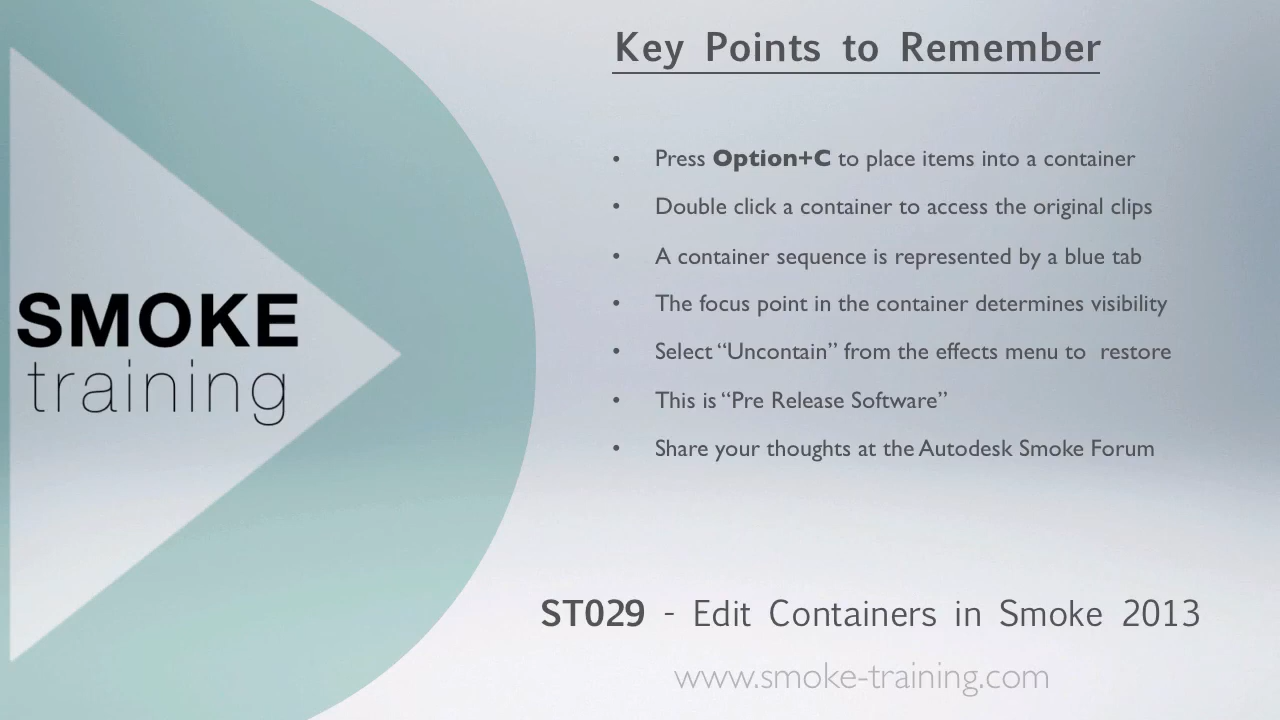 Key Points to Remember
SMOKE
training
• Press Option+C to place items into a container
• Double click a container to access the original clips
• A container sequence is represented by a blue tab
• The focus point in the container determines visibility
• Select “Uncontain” from the effects menu to restore
• This is “Pre Release Software”
• Share your thoughts at the Autodesk Smoke Forum
ST029 - Edit Containers in Smoke 2013
www.smoke-training.com